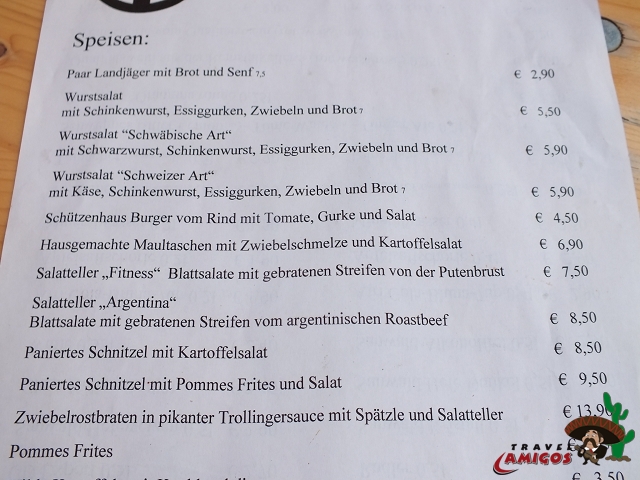 Speisen:
Paar Landjäger mit Brot und Senf 7,5 € 2,90
Wurstsalat
mit Schinkenwurst, Essiggurken, Zwiebeln und Brot 7 € 5,50
Wurstsalat "Schwäbische Art"
mit Schwarzwurst, Schinkenwurst, Essiggurken, Zwiebeln und Brot 7 € 5,90
Wurstsalat "Schweizer Art"
mit Käse, Schinkenwurst, Essiggurken, Zwiebeln und Brot 7 € 5,90
Schützenhaus Burger vom Rind mit Tomate, Gurke und Salat € 4,50
Hausgemachte Maultaschen mit Zwiebelschmelze und Kartoffelsalat € 6,90
Salatteller „Fitness“ Blattsalate mit gebratenen Streifen von der Putenbrust € 7,50
Salatteller „Argentina“
Blattsalate mit gebratenen Streifen vom argentinischen Roastbeef € 8,50
Paniertes Schnitzel mit Kartoffelsalat € 8,50
Paniertes Schnitzel mit Pommes Frites und Salat € 9,50
Zwiebelrostbraten in pikanter Trollingersauce mit Spätzle und Salatteller € 13,90
Pommes Frites €
€ 3,50
TRAVEL
AMIGOS